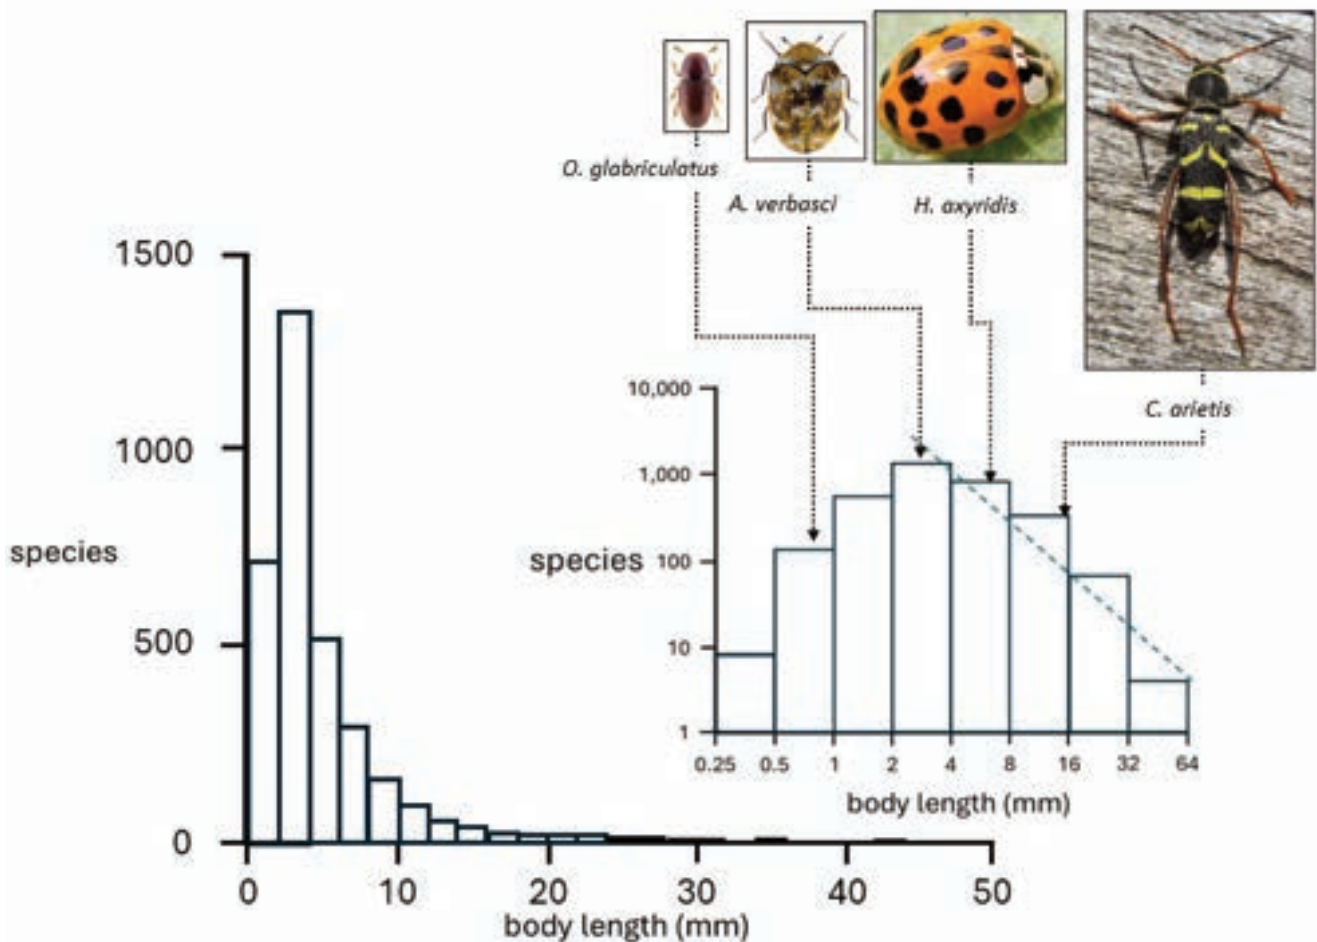 O. glabriculatus
A. verbasci
H. axyridis
C. arietis
1500
1000
500
0
species
0 10 20 30 40 50
body length (mm)
10,000
1,000
100
10
1
species
0.25 0.5 1 2 4 8 16 32 64
body length (mm)